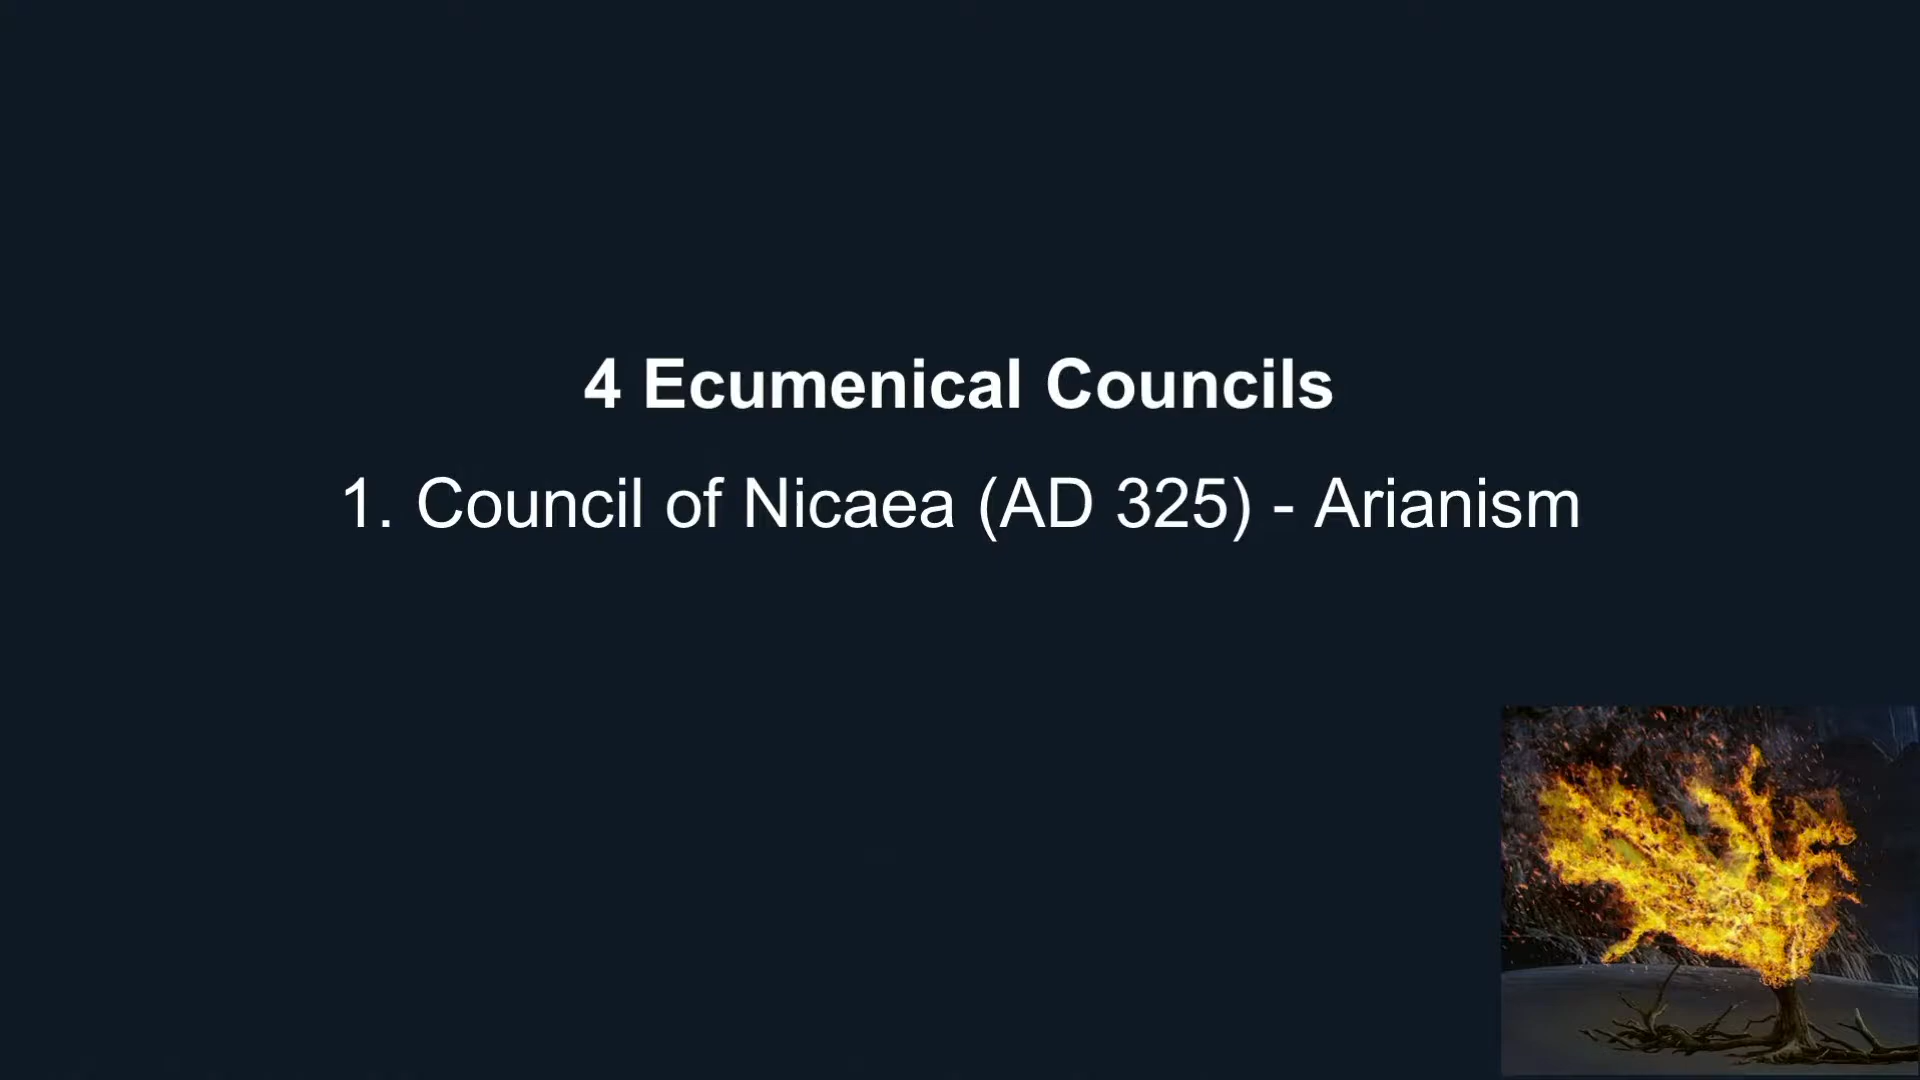 4 Ecumenical Councils
1. Council of Nicaea (AD 325) - Arianism